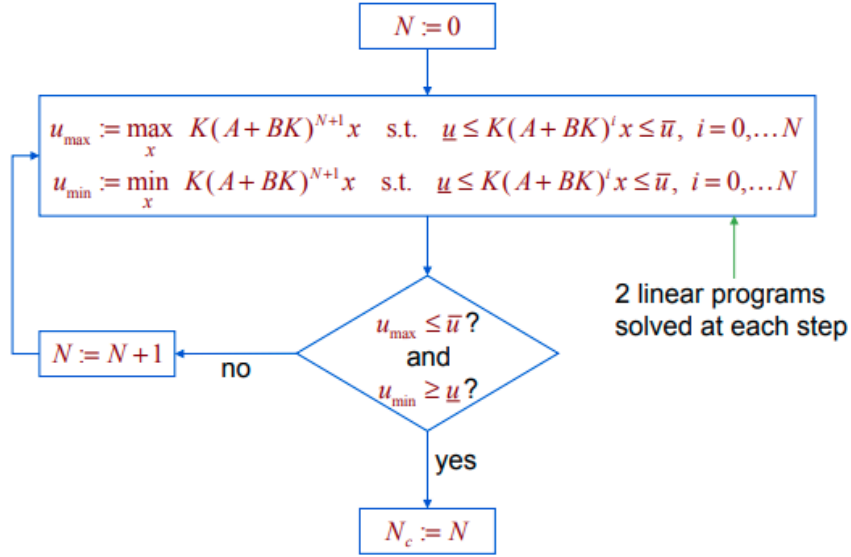 N := 0
u_max := max_x K(A + BK)^{N+1} x s.t. u̲ ≤ K(A + BK)^i x ≤ u̅, i = 0,…N
u_min := min_x K(A + BK)^{N+1} x s.t. u̲ ≤ K(A + BK)^i x ≤ u̅, i = 0,…N
2 linear programs
solved at each step
u_max ≤ u̅ ?
and
u_min ≥ u̲ ?
N := N + 1
no
yes
N_c := N